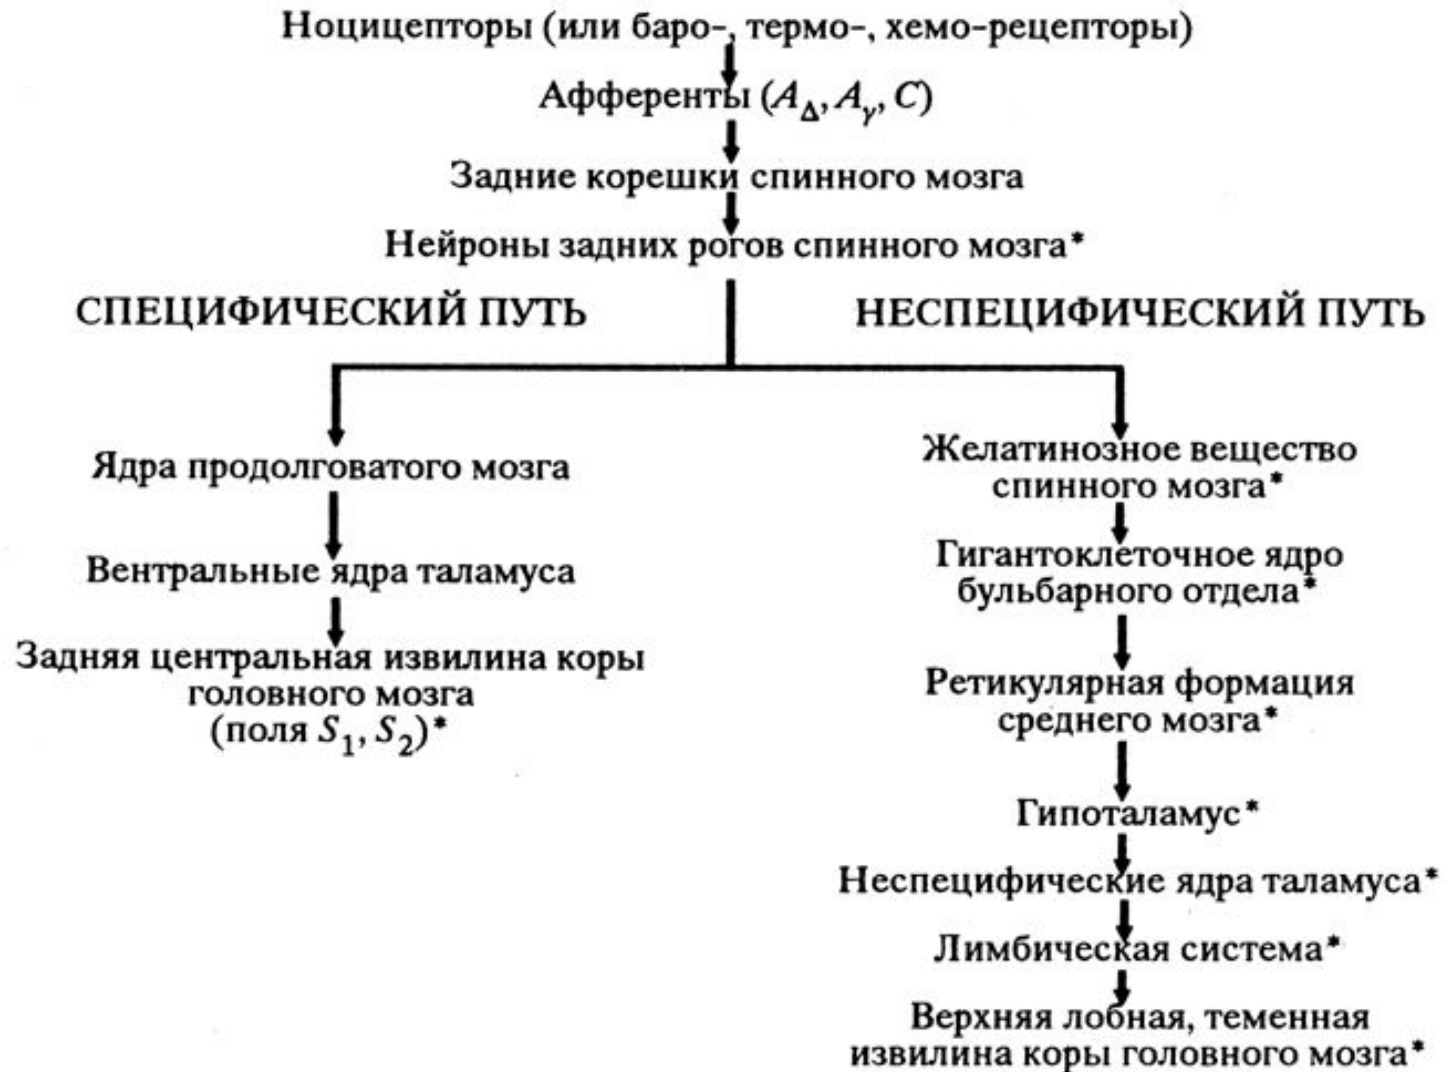 Ноцицепторы (или баро-, термо-, хемо-рецепторы)
Афференты (A_Δ, A_γ, C)
Задние корешки спинного мозга
Нейроны задних рогов спинного мозга*
СПЕЦИФИЧЕСКИЙ ПУТЬ
НЕСПЕЦИФИЧЕСКИЙ ПУТЬ
Ядра продолговатого мозга
Вентральные ядра таламуса
Задняя центральная извилина коры
головного мозга
(поля S₁, S₂)*
Желатинозное вещество
спинного мозга*
Гигантоклеточное ядро
бульбарного отдела*
Ретикулярная формация
среднего мозга*
Гипоталамус*
Неспецифические ядра таламуса*
Лимбическая система*
Верхняя лобная, теменная
извилина коры головного мозга*